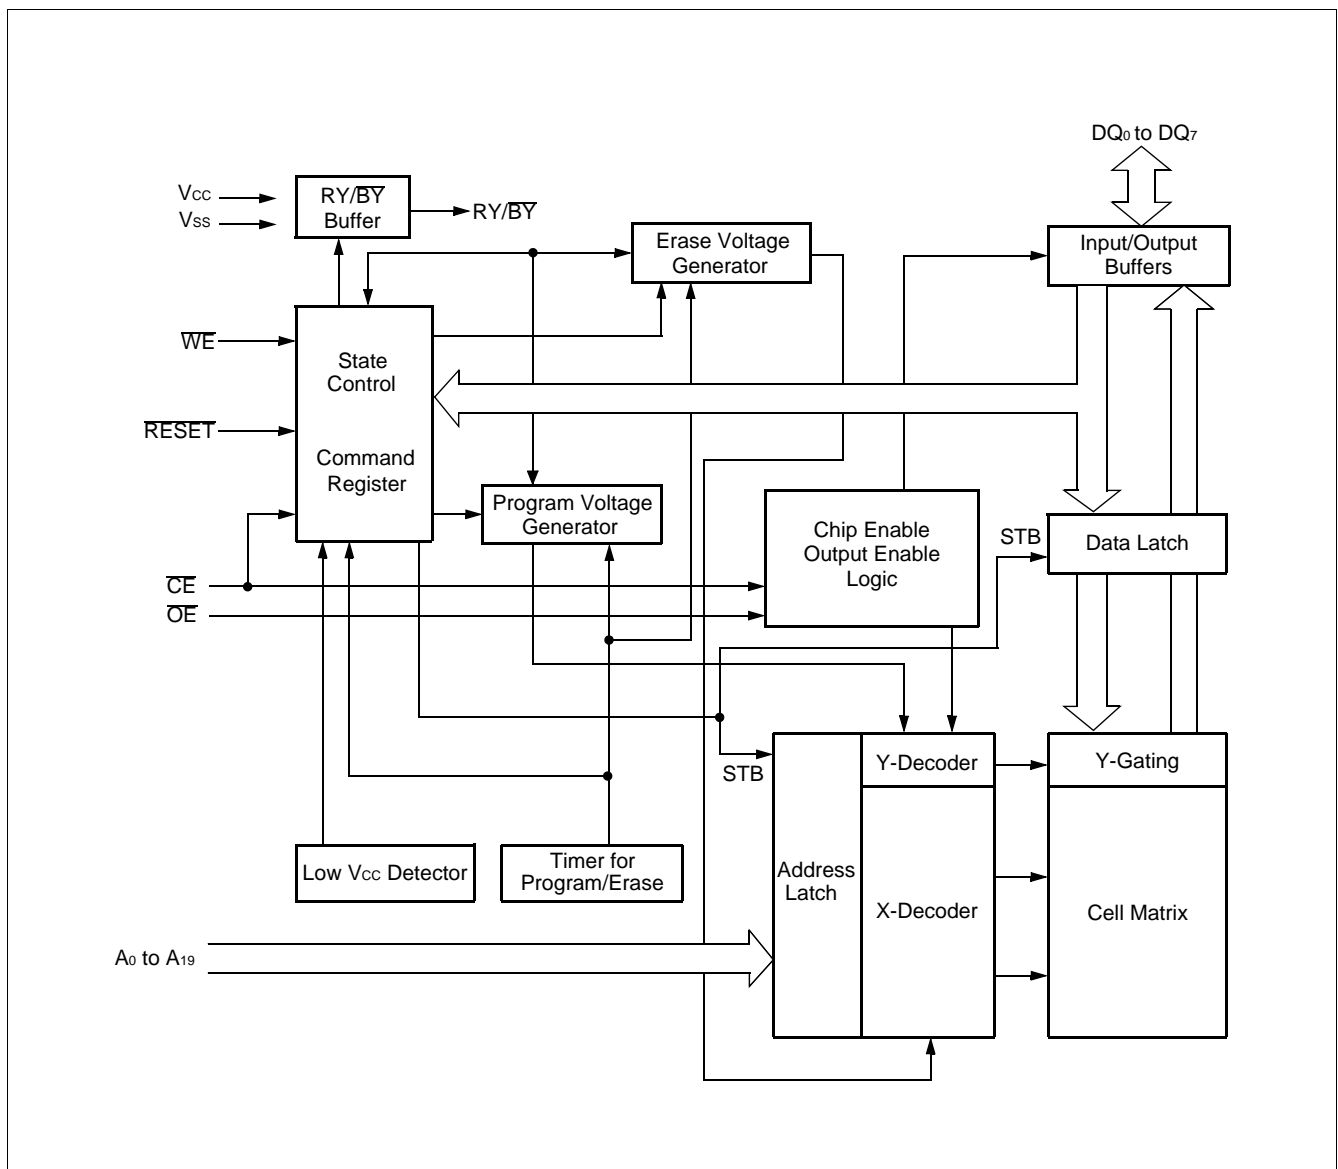 DQ0 to DQ7
VCC
VSS
RY/BY
Buffer
RY/BY
Erase Voltage
Generator
Input/Output
Buffers
WE
State
Control
RESET
Command
Register
Program Voltage
Generator
Chip Enable
Output Enable
Logic
STB
Data Latch
CE
OE
STB
Y-Decoder
Y-Gating
Low VCC Detector
Timer for
Program/Erase
Address
Latch
X-Decoder
Cell Matrix
A0 to A19